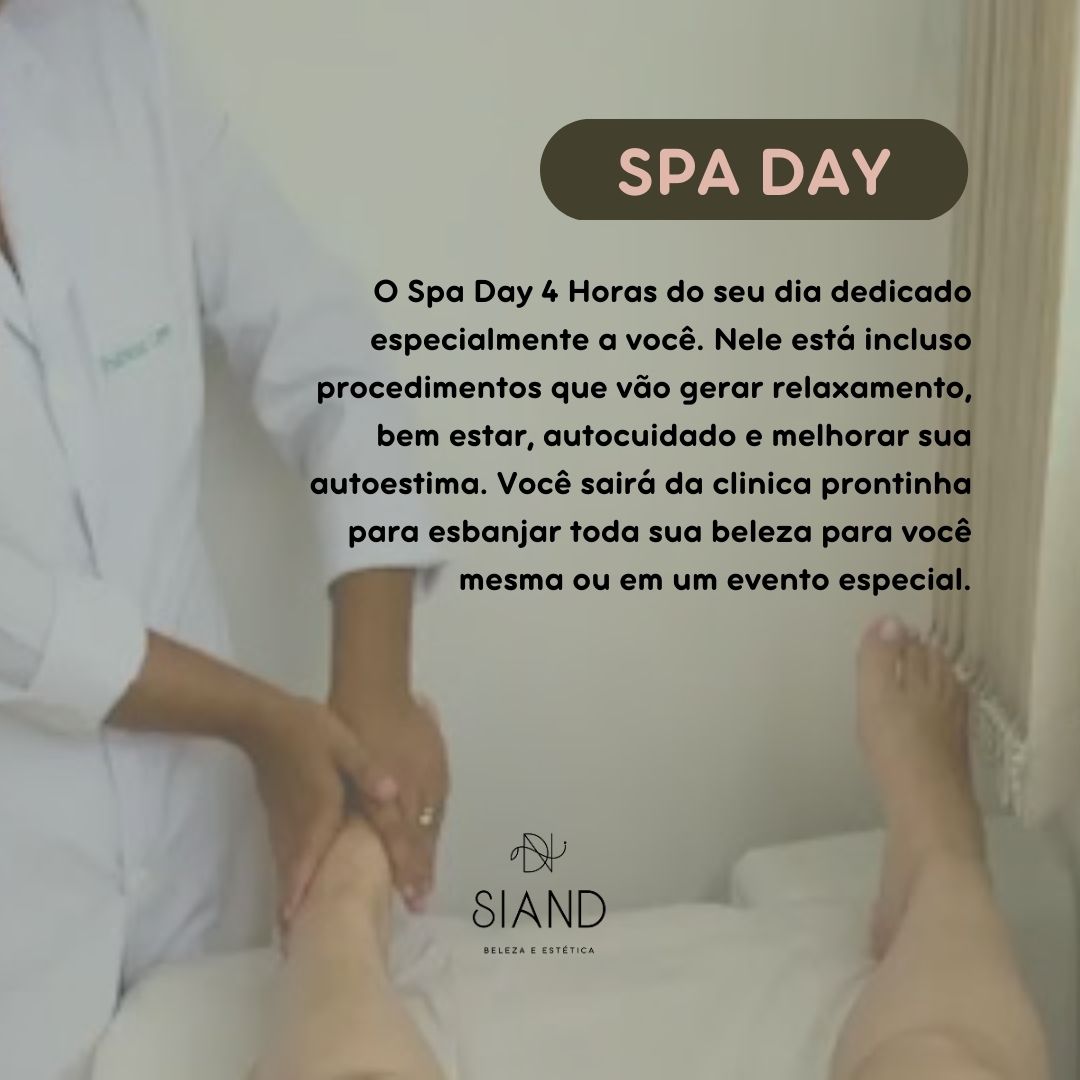 SPA DAY
O Spa Day 4 Horas do seu dia dedicado
especialmente a você. Nele está incluso
procedimentos que vão gerar relaxamento,
bem estar, autocuidado e melhorar sua
autoestima. Você sairá da clinica prontinha
para esbanjar toda sua beleza para você
mesma ou em um evento especial.
SIAND
BELEZA E ESTÉTICA